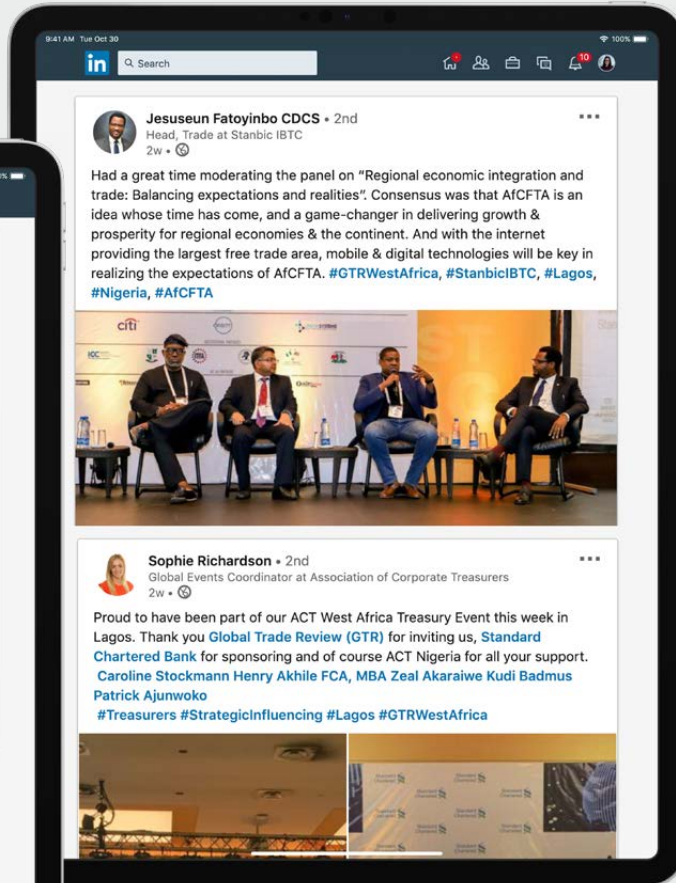 9:41 AM Tue Oct 30
100%
in
Search
10
Jesuseun Fatoyinbo CDCS • 2nd
Head, Trade at Stanbic IBTC
2w •
Had a great time moderating the panel on “Regional economic integration and
trade: Balancing expectations and realities”. Consensus was that AfCFTA is an
idea whose time has come, and a game-changer in delivering growth &
prosperity for regional economies & the continent. And with the internet
providing the largest free trade area, mobile & digital technologies will be key in
realizing the expectations of AfCFTA. #GTRWestAfrica, #StanbicIBTC, #Lagos,
#Nigeria, #AfCFTA
citi
ICC
Sophie Richardson • 2nd
Global Events Coordinator at Association of Corporate Treasurers
2w •
Proud to have been part of our ACT West Africa Treasury Event this week in
Lagos. Thank you Global Trade Review (GTR) for inviting us, Standard
Chartered Bank for sponsoring and of course ACT Nigeria for all your support.
Caroline Stockmann Henry Akhile FCA, MBA Zeal Akaraiwe Kudi Badmus
Patrick Ajunwoko
#Treasurers #StrategicInfluencing #Lagos #GTRWestAfrica
Standard
Chartered